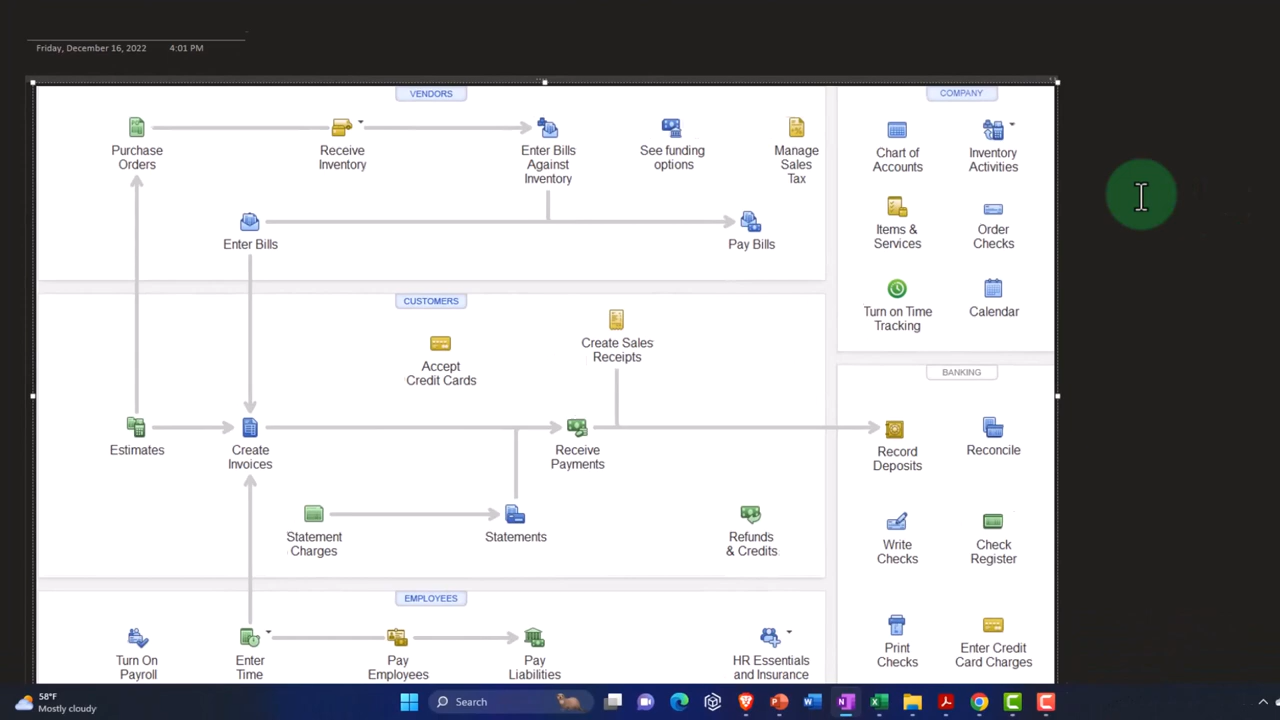 Friday, December 16, 2022 4:01 PM
VENDORS
Purchase
Orders
Receive
Inventory
Enter Bills
Against
Inventory
See funding
options
Manage
Sales
Tax
Enter Bills
Pay Bills
CUSTOMERS
Create Sales
Receipts
Accept
Credit Cards
Estimates
Create
Invoices
Receive
Payments
Statement
Charges
Statements
Refunds
& Credits
EMPLOYEES
Turn On
Payroll
Enter
Time
Pay
Employees
Pay
Liabilities
HR Essentials
and Insurance
COMPANY
Chart of
Accounts
Inventory
Activities
Items &
Services
Order
Checks
Turn on Time
Tracking
Calendar
BANKING
Record
Deposits
Reconcile
Write
Checks
Check
Register
Print
Checks
Enter Credit
Card Charges
58°F
Mostly cloudy
Search